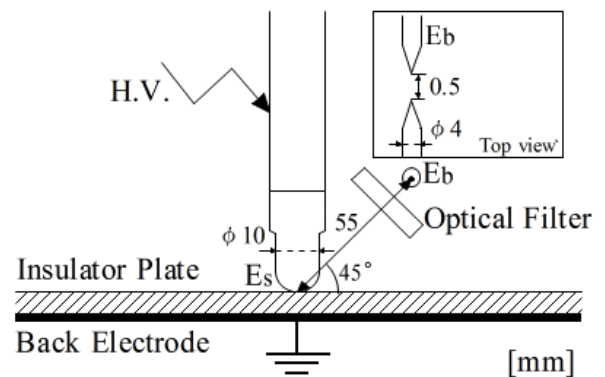 Eb
0.5
H.V.
φ 4
Top view
Eb
Optical Filter
φ 10
55
Es
45°
Insulator Plate
Back Electrode
[mm]